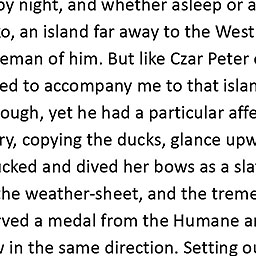 by night, and whether asleep or a
o, an island far away to the West
eman of him. But like Czar Peter
ed to accompany me to that islan
ough, yet he had a particular affe
ry, copying the ducks, glance upw
ucked and dived her bows as a sla
the weather-sheet, and the treme
rved a medal from the Humane a
in the same direction. Setting ou